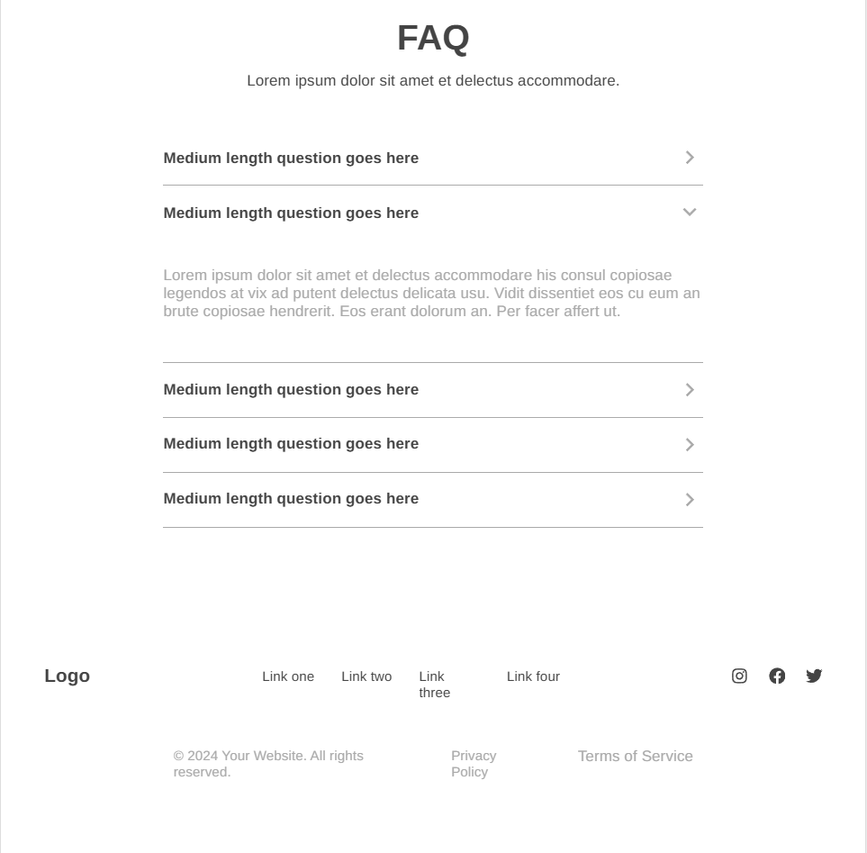 FAQ
Lorem ipsum dolor sit amet et delectus accommodare.
Medium length question goes here
Medium length question goes here
Lorem ipsum dolor sit amet et delectus accommodare his consul copiosae
legendos at vix ad putent delectus delicata usu. Vidit dissentiet eos cu eum an
brute copiosae hendrerit. Eos erant dolorum an. Per facer affert ut.
Medium length question goes here
Medium length question goes here
Medium length question goes here
Logo
Link one
Link two
Link
three
Link four
© 2024 Your Website. All rights
reserved.
Privacy
Policy
Terms of Service